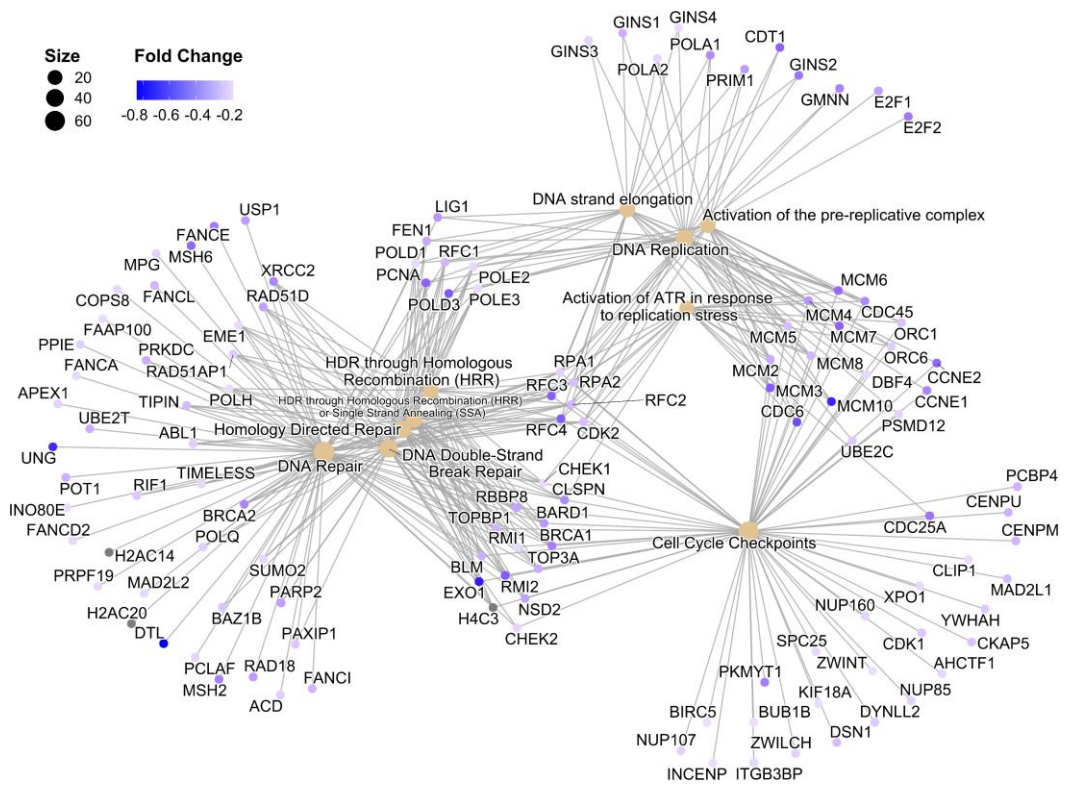 Size
20
40
60
Fold Change
-0.8 -0.6 -0.4 -0.2
GINS1
GINS4
GINS3
POLA1
CDT1
POLA2
PRIM1
GINS2
GMNN
E2F1
E2F2
DNA strand elongation
Activation of the pre-replicative complex
DNA Replication
Activation of ATR in response
to replication stress
LIG1
FEN1
POLD1
RFC1
PCNA
POLE2
POLD3
POLE3
USP1
FANCE
MSH6
MPG
XRCC2
FANCL
RAD51D
COPS8
FAAP100
EME1
PPIE
PRKDC
FANCA
RAD51AP1
APEX1
TIPIN
POLH
UBE2T
ABL1
UNG
TIMELESS
POT1
RIF1
INO80E
BRCA2
FANCD2
POLQ
H2AC14
SUMO2
PRPF19
MAD2L2
PARP2
H2AC20
DTL
BAZ1B
PAXIP1
PCLAF
MSH2
RAD18
FANCI
ACD
HDR through Homologous
Recombination (HRR)
HDR through Homologous Recombination (HRR)
or Single Strand Annealing (SSA)
Homology Directed Repair
DNA Repair
DNA Double-Strand
Break Repair
RPA1
RFC3
RPA2
RFC2
RFC4
CDK2
CHEK1
CLSPN
RBBP8
BARD1
TOPBP1
BRCA1
RMI1
TOP3A
BLM
EXO1
RMI2
NSD2
H4C3
CHEK2
MCM6
MCM4
CDC45
MCM5
MCM7
ORC1
MCM8
ORC6
MCM2
CCNE2
DBF4
MCM3
CCNE1
MCM10
CDC6
PSMD12
UBE2C
Cell Cycle Checkpoints
PCBP4
CENPU
CDC25A
CENPM
CLIP1
MAD2L1
XPO1
NUP160
YWHAH
CDK1
CKAP5
SPC25
AHCTF1
ZWINT
PKMYT1
NUP85
KIF18A
DYNLL2
BIRC5
BUB1B
DSN1
NUP107
ZWILCH
INCENP
ITGB3BP